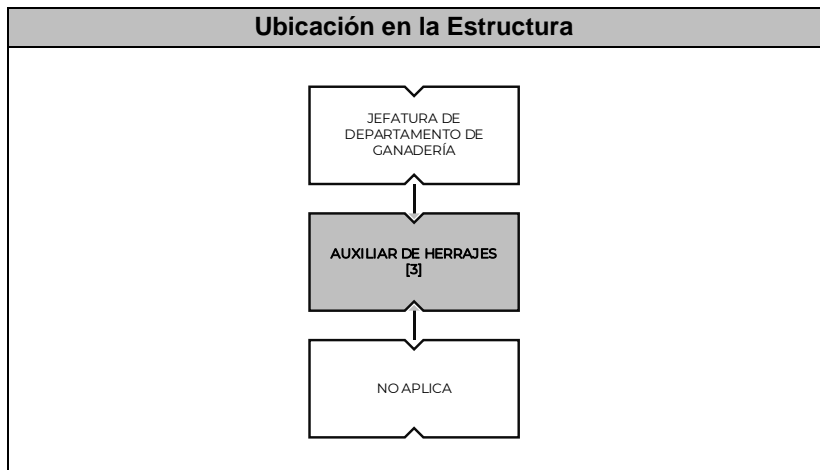 Ubicación en la Estructura
JEFATURA DE
DEPARTAMENTO DE
GANADERÍA
AUXILIAR DE HERRAJES
[3]
NO APLICA